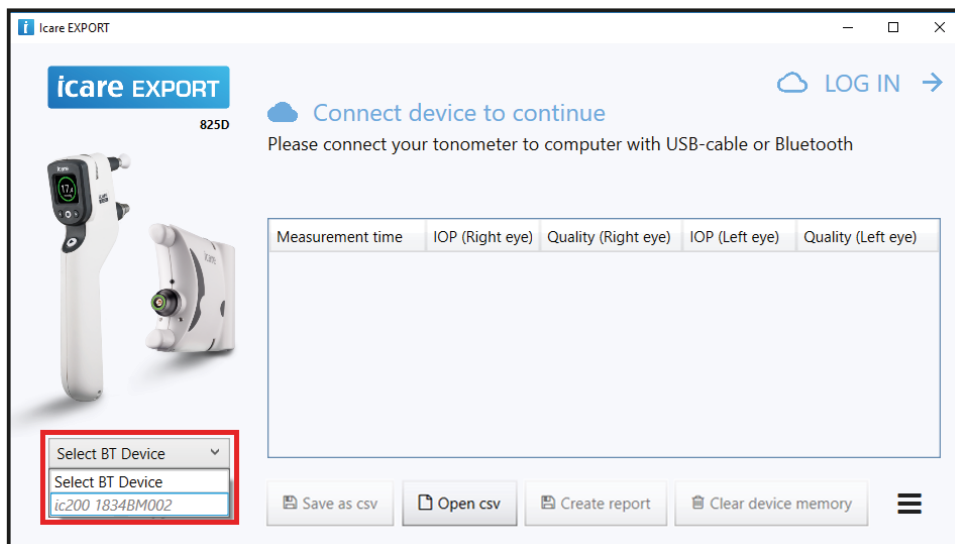 Icare EXPORT
icare EXPORT
LOG IN
825D
Connect device to continue
Please connect your tonometer to computer with USB-cable or Bluetooth
Measurement time IOP (Right eye) Quality (Right eye) IOP (Left eye) Quality (Left eye)
Select BT Device
Select BT Device
ic200 1834BM002
Save as csv Open csv Create report Clear device memory